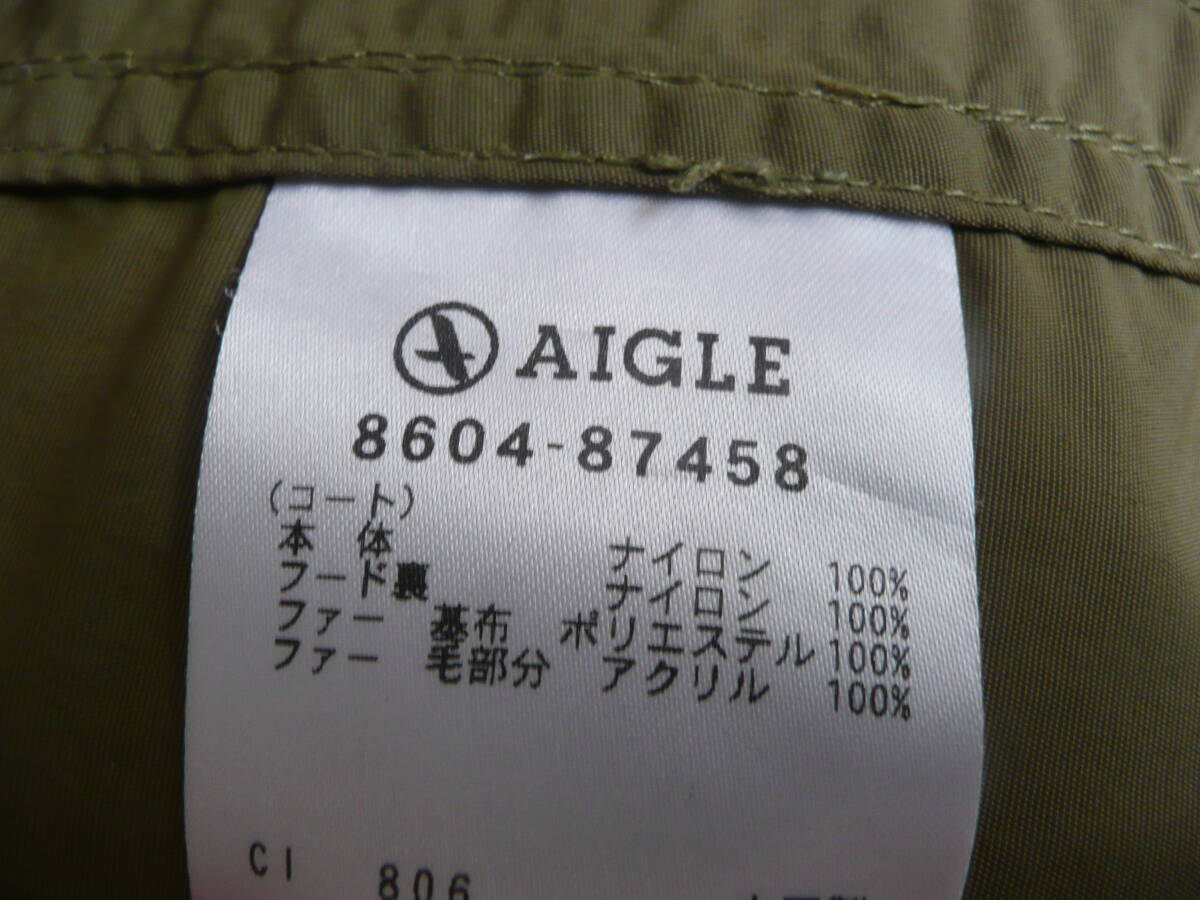 AIGLE
8604-87458
(コート)
本 体 ナイロン 100%
フード裏 ナイロン 100%
ファー 基布 ポリエステル 100%
ファー 毛部分 アクリル 100%
CI 806